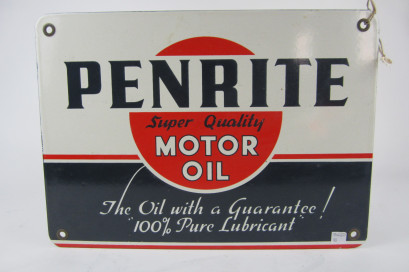 PENRITE
Super Quality
MOTOR
OIL
The Oil with a Guarantee!
"100% Pure Lubricant"